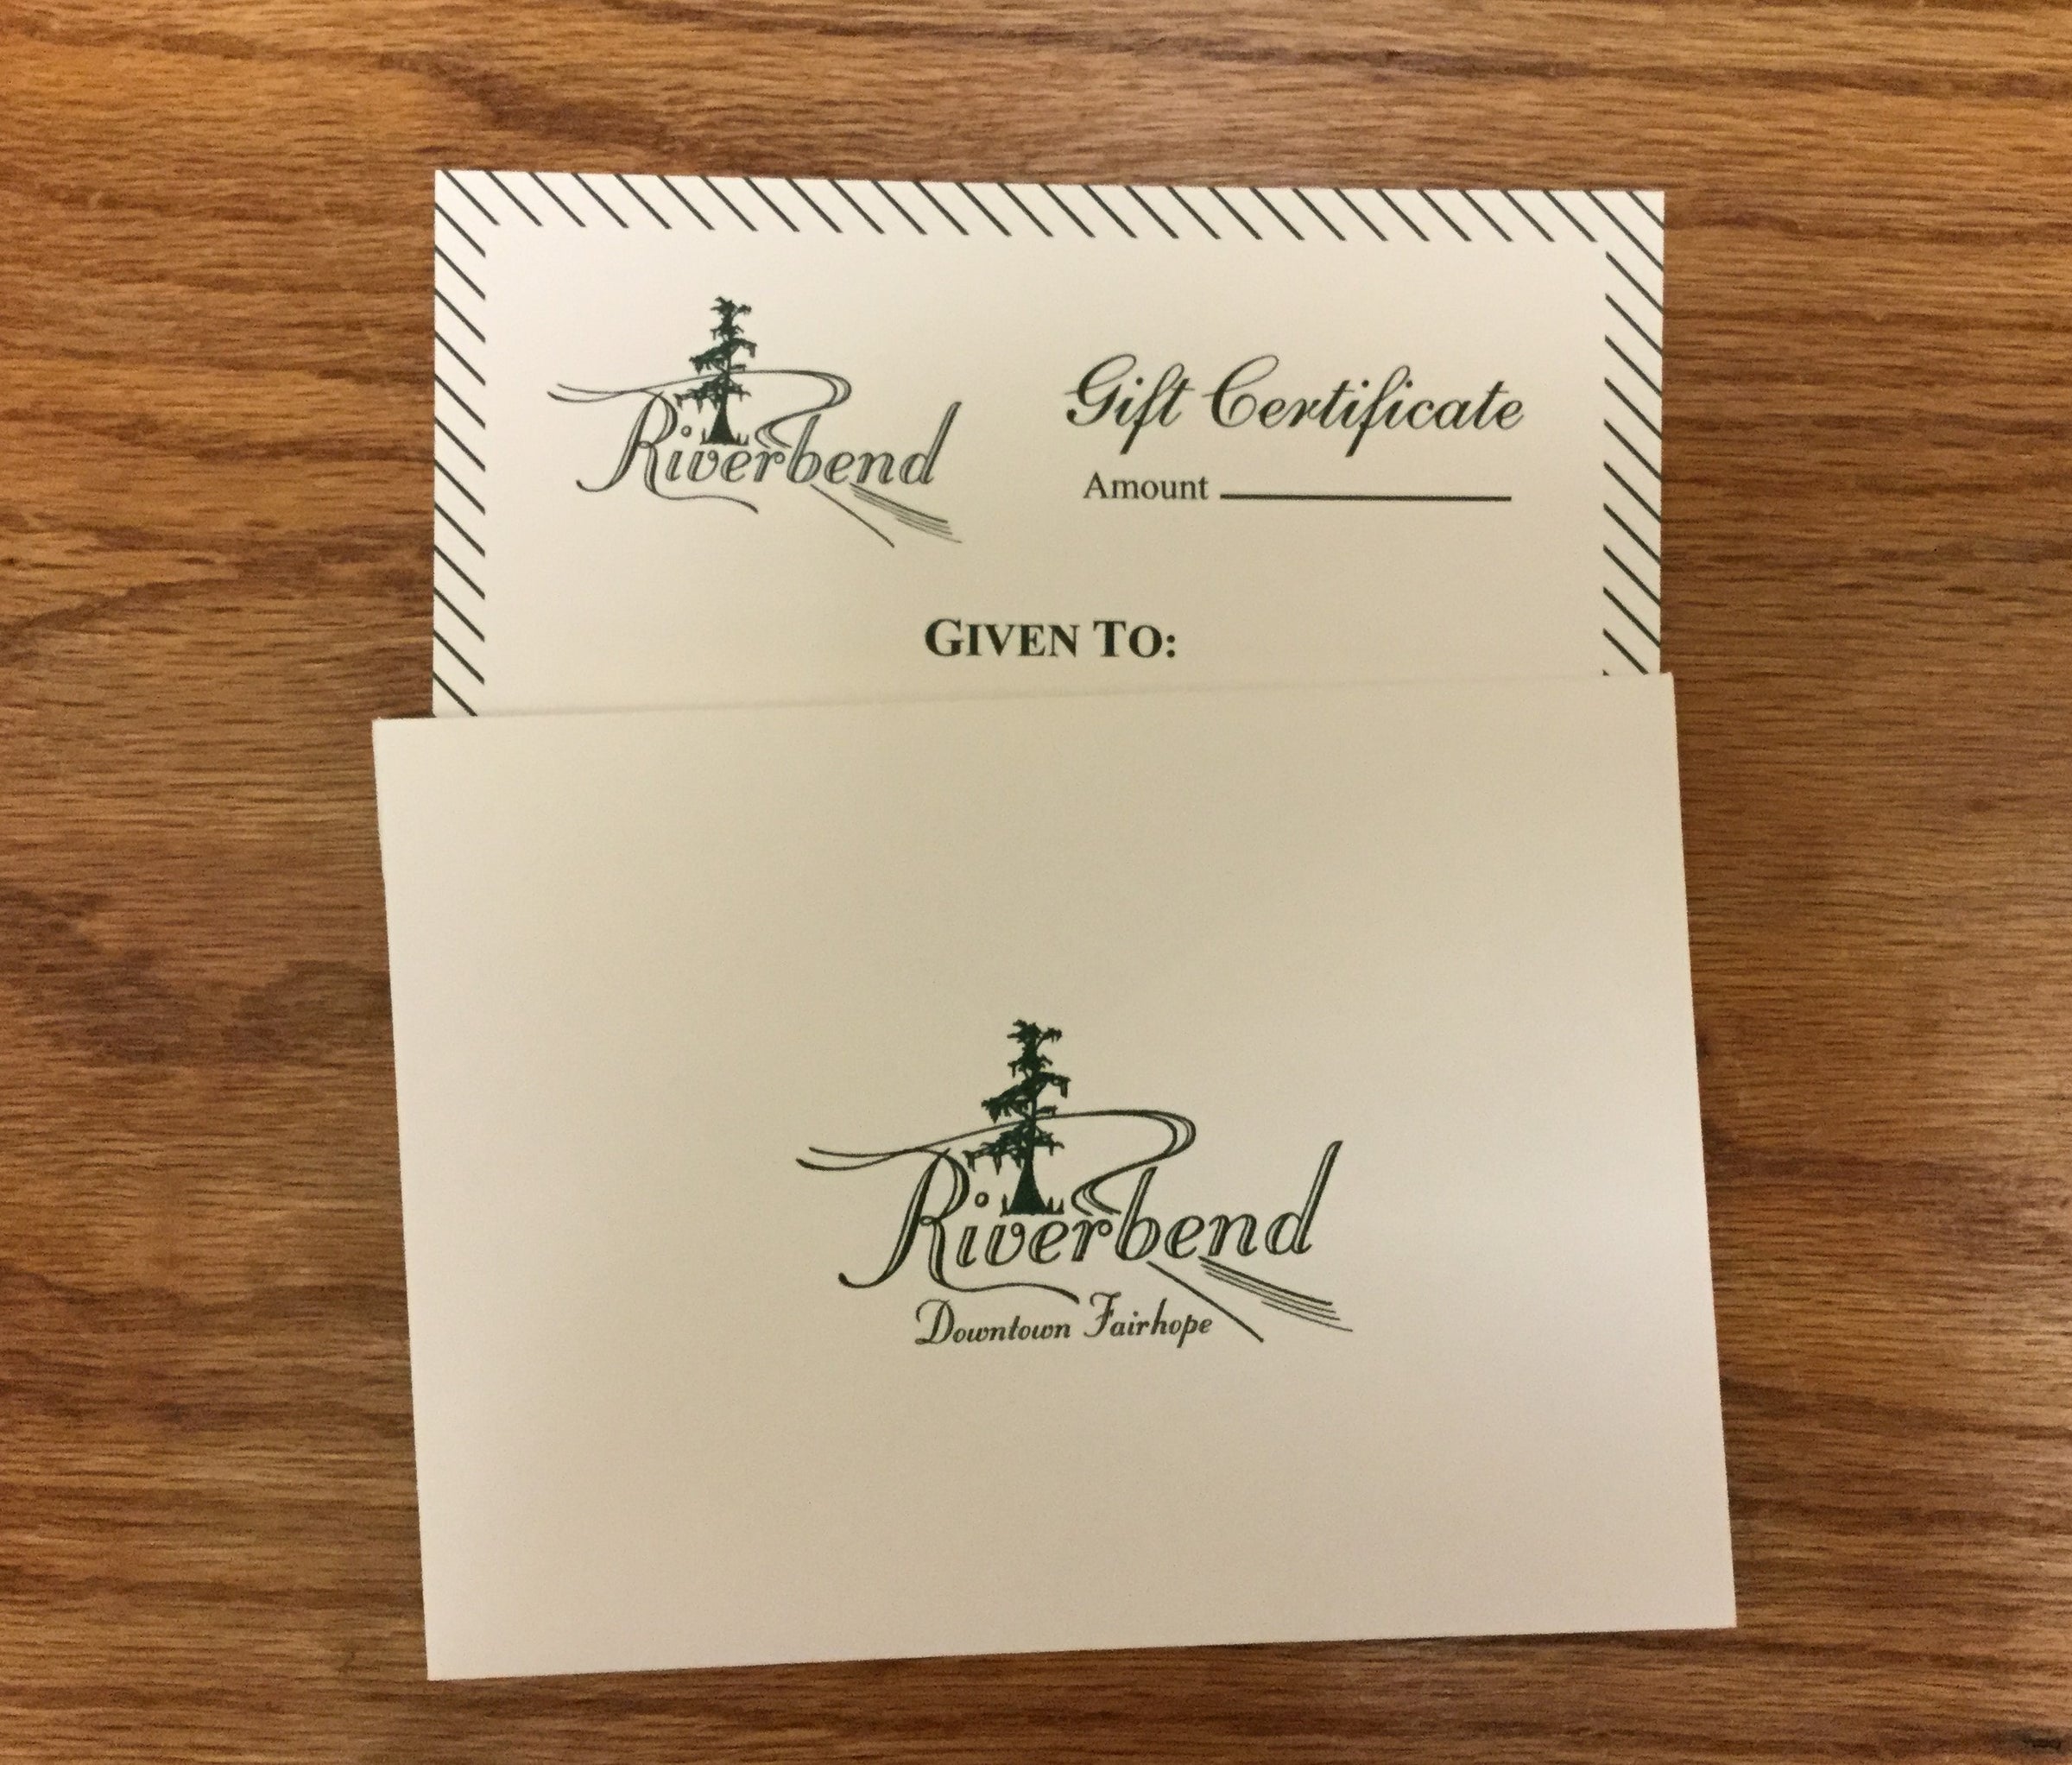 Riverbend
Gift Certificate
Amount
GIVEN TO:
Riverbend
Downtown Fairhope